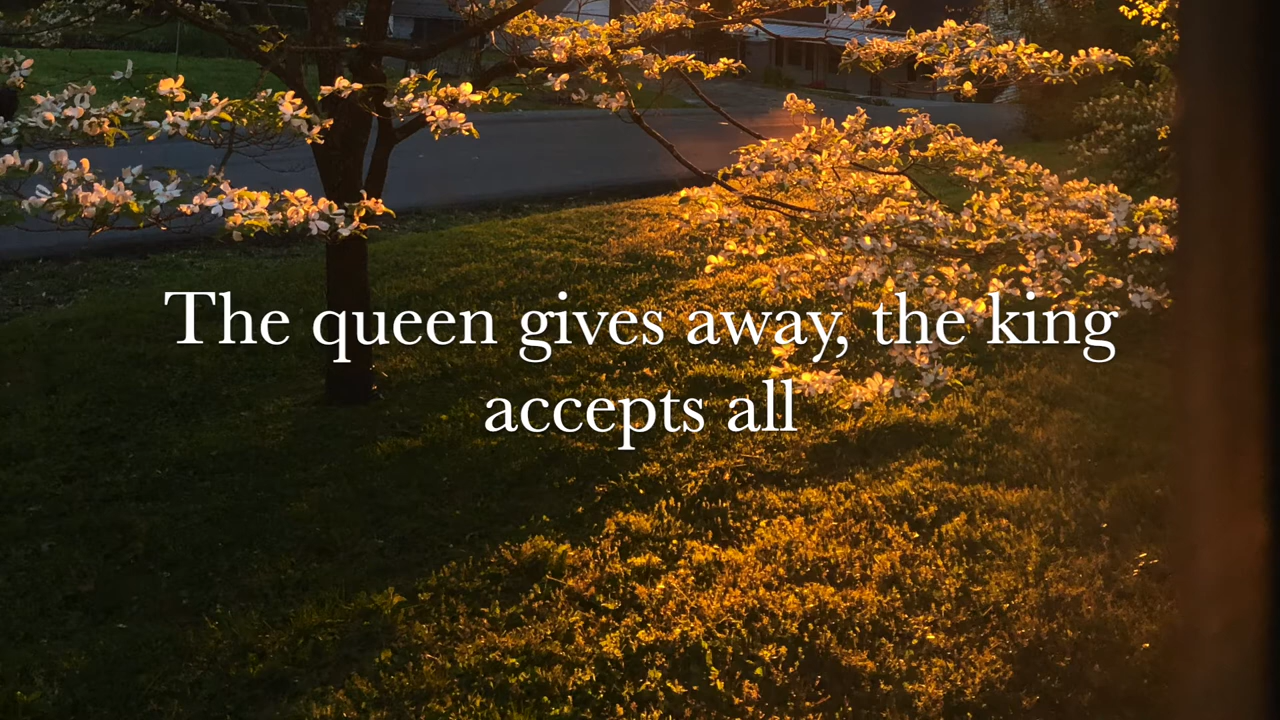 The queen gives away, the king
accepts all